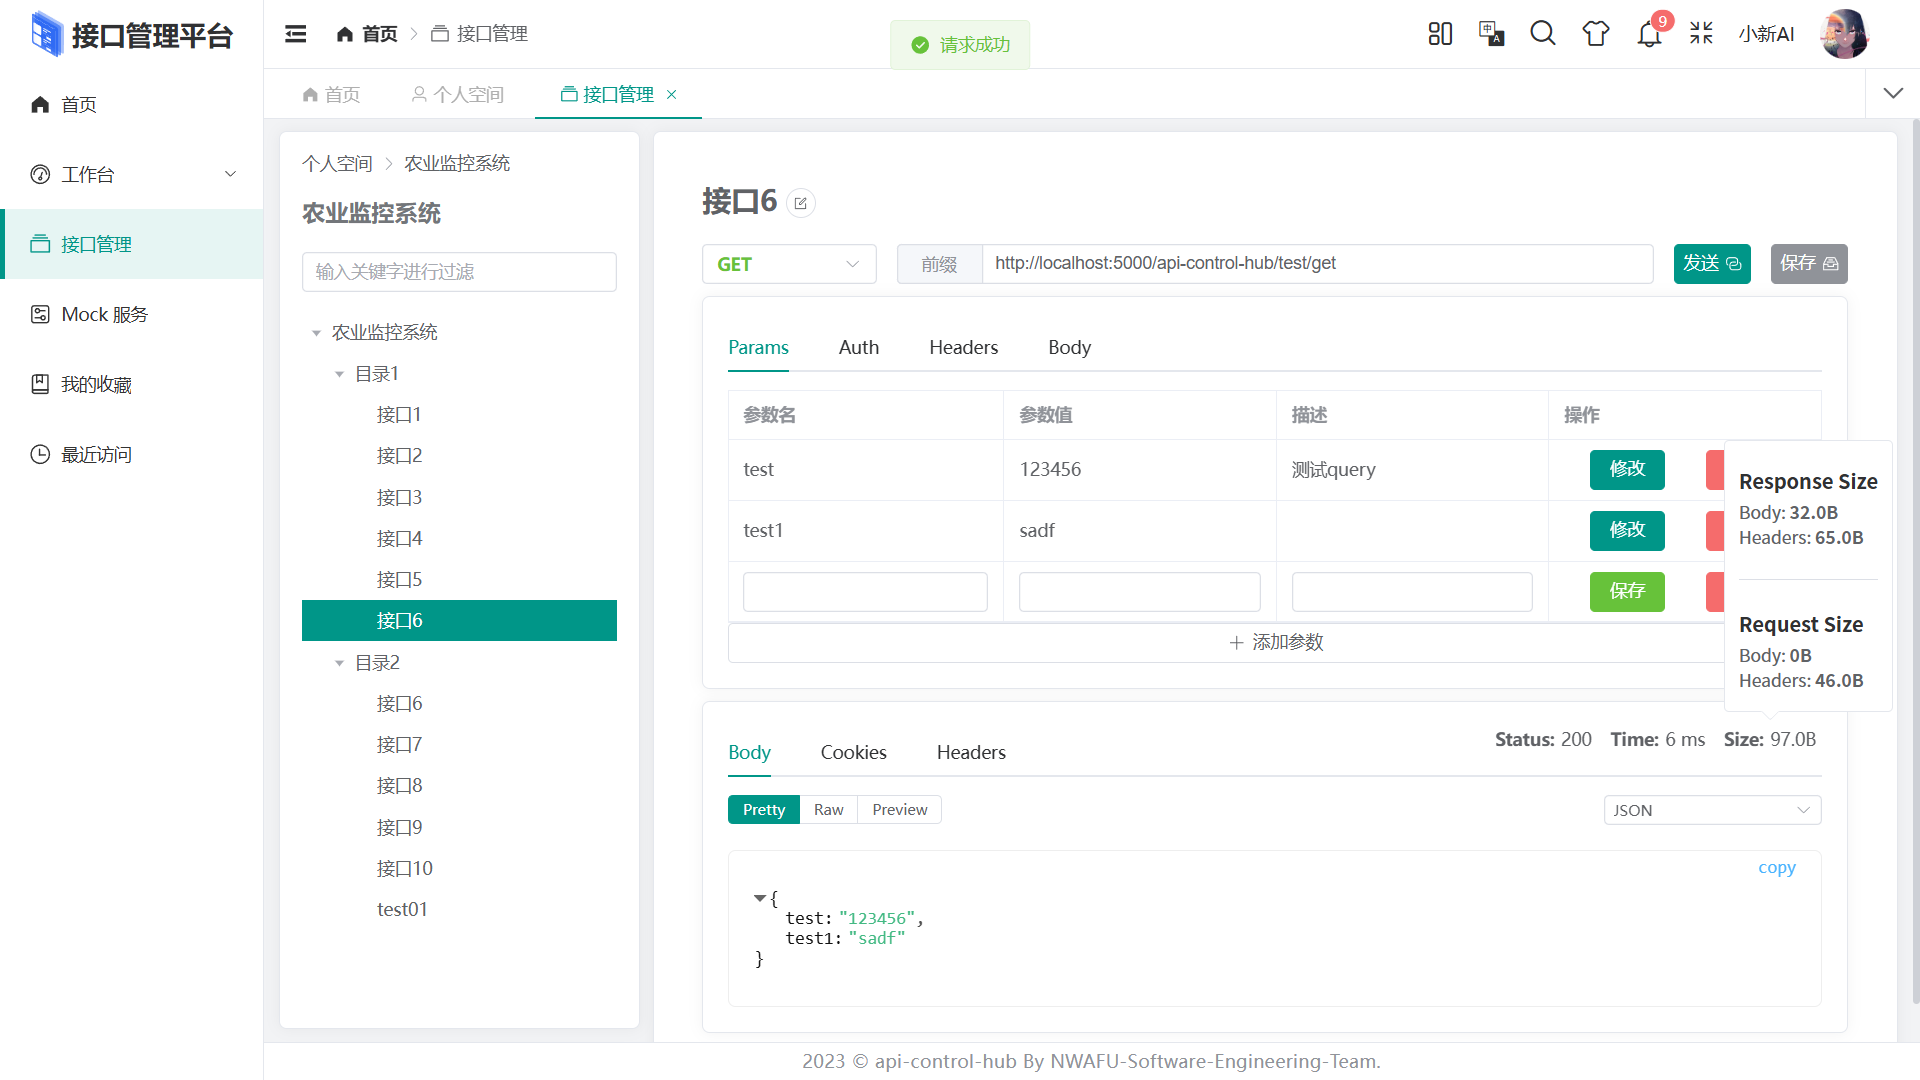 接口管理平台
首页
工作台
接口管理
Mock 服务
我的收藏
最近访问
首页
接口管理
请求成功
中
A
9
小新AI
首页
个人空间
接口管理
个人空间
农业监控系统
农业监控系统
输入关键字进行过滤
农业监控系统
目录1
接口1
接口2
接口3
接口4
接口5
接口6
目录2
接口6
接口7
接口8
接口9
接口10
test01
接口6
GET
前缀
http://localhost:5000/api-control-hub/test/get
发送
保存
Params
Auth
Headers
Body
参数名
参数值
描述
操作
test
123456
测试query
修改
test1
sadf
修改
保存
添加参数
Response Size
Body: 32.0B
Headers: 65.0B
Request Size
Body: 0B
Headers: 46.0B
Body
Cookies
Headers
Status: 200
Time: 6 ms
Size: 97.0B
Pretty
Raw
Preview
JSON
copy
{
test: "123456",
test1: "sadf"
}
2023 © api-control-hub By NWAFU-Software-Engineering-Team.